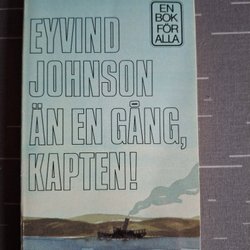 EN
BOK
FÖR
ALLA
EYVIND
JOHNSON
ÄN EN GÅNG,
KAPTEN!